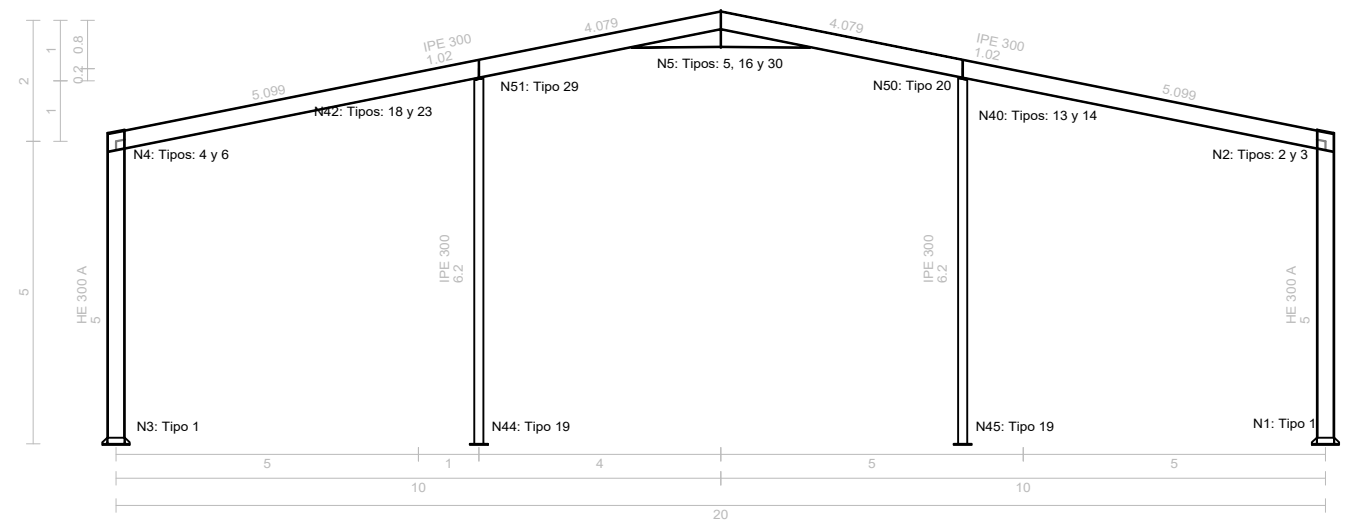 4.079
4.079
IPE 300
1.02
IPE 300
1.02
0.8
1
0.2
2
1
N5: Tipos: 5, 16 y 30
N51: Tipo 29
N50: Tipo 20
5.099
5.099
N42: Tipos: 18 y 23
N40: Tipos: 13 y 14
N4: Tipos: 4 y 6
N2: Tipos: 2 y 3
5
HE 300 A
5
IPE 300
6.2
IPE 300
6.2
HE 300 A
5
N3: Tipo 1
N44: Tipo 19
N45: Tipo 19
N1: Tipo 1
5
1
4
5
5
10
10
20